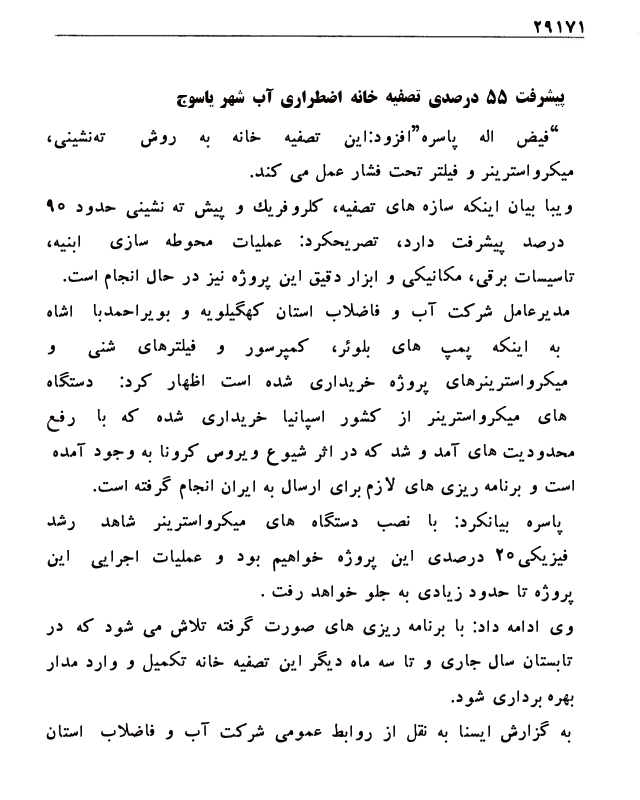 ۲۹۱۷۱
پیشرفت ۵۵ درصدی تصفیه خانه اضطراری آب شهر یاسوج
“فیض اله پاسره”افزود:این تصفیه خانه به روش ته‌نشینی،
میکرواسترینر و فیلتر تحت فشار عمل می کند.
ویبا بیان اینکه سازه های تصفیه، کلروفریك و پیش ته نشینی حدود ۹۰
درصد پیشرفت دارد، تصریحکرد: عملیات محوطه سازی ابنیه،
تاسیسات برقی، مکانیکی و ابزار دقیق این پروژه نیز در حال انجام است.
مدیرعامل شرکت آب و فاضلاب استان کهگیلویه و بویراحمدبا اشاه
به اینکه پمپ های بلوئر، کمپرسور و فیلترهای شنی و
میکرواسترینرهای پروژه خریداری شده است اظهار کرد: دستگاه
های میکرواسترینر از کشور اسپانیا خریداری شده که با رفع
محدودیت های آمد و شد که در اثر شیوع ویروس کرونا به وجود آمده
است و برنامه ریزی های لازم برای ارسال به ایران انجام گرفته است.
پاسره بیانکرد: با نصب دستگاه های میکرواسترینر شاهد رشد
فیزیکی۲۰ درصدی این پروژه خواهیم بود و عملیات اجرایی این
پروژه تا حدود زیادی به جلو خواهد رفت .
وی ادامه داد: با برنامه ریزی های صورت گرفته تلاش می شود که در
تابستان سال جاری و تا سه ماه دیگر این تصفیه خانه تکمیل و وارد مدار
بهره برداری شود.
به گزارش ایسنا به نقل از روابط عمومی شرکت آب و فاضلاب استان